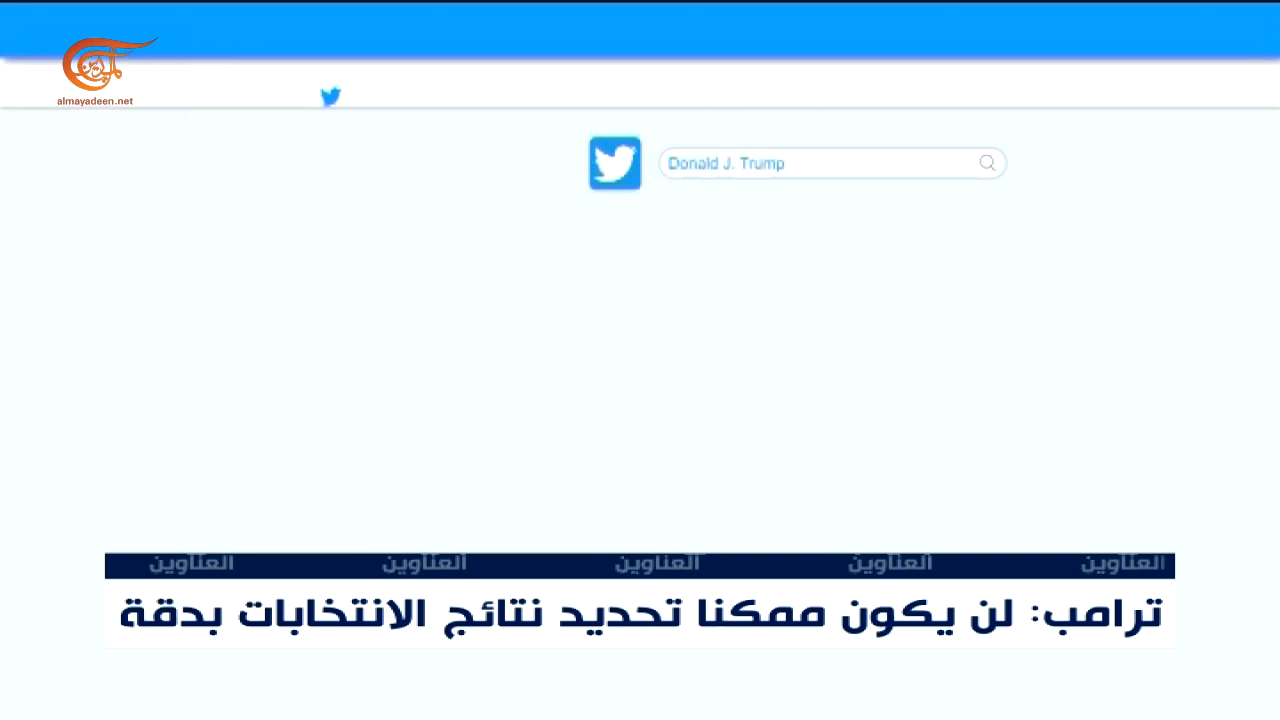 almayadeen.net
Donald J. Trump
العناوين العناوين العناوين العناوين العناوين
ترامب: لن يكون ممكنا تحديد نتائج الانتخابات بدقة